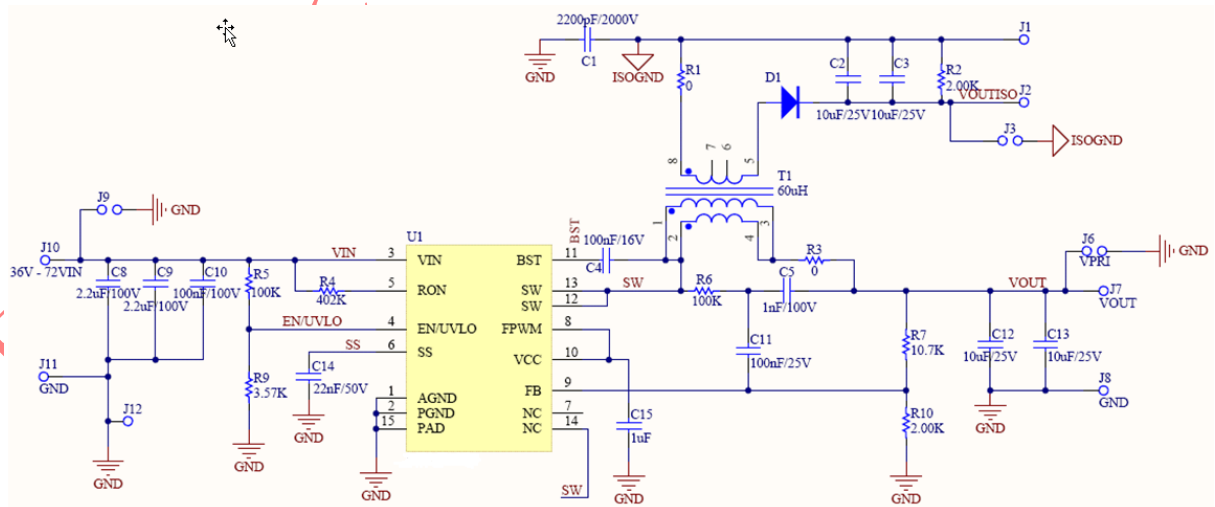 2200pF/2000V
C1
GND
ISOGND
R1
0
D1
C2
C3
10uF/25V
10uF/25V
R2
2.00K
J1
VOUTISO
J2
J3
ISOGND
8
7
6
5
T1
60uH
1
2
3
4
J9
GND
J10
36V - 72VIN
C8
2.2uF/100V
C9
2.2uF/100V
C10
100nF/100V
R5
100K
VIN
R4
402K
EN/UVLO
SS
C14
22nF/50V
GND
R9
3.57K
GND
J11
GND
J12
GND
U1
3
VIN
5
RON
4
EN/UVLO
6
SS
1
AGND
2
PGND
15
PAD
GND
BST
11
SW
13
SW
12
FPWM
8
VCC
10
FB
9
NC
7
NC
14
SW
BST
100nF/16V
C4
SW
R6
100K
R3
0
C5
1nF/100V
C11
100nF/25V
C15
1uF
GND
R7
10.7K
R10
2.00K
GND
VOUT
C12
10uF/25V
C13
10uF/25V
GND
J6
VPRI
GND
J7
VOUT
J8
GND